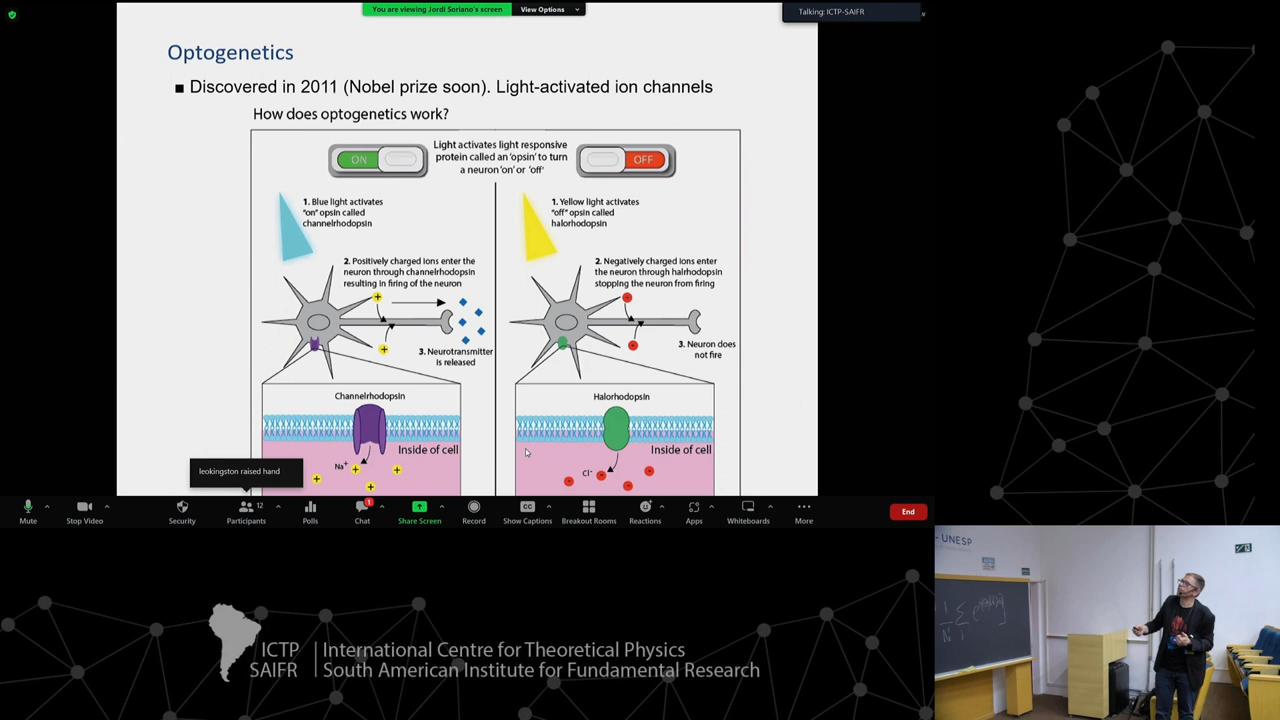 You are viewing Jordi Soriano's screen
View Options
Talking: ICTP-SAIFR
Optogenetics
■ Discovered in 2011 (Nobel prize soon). Light-activated ion channels
How does optogenetics work?
ON
Light activates light responsive
protein called an 'opsin' to turn
a neuron 'on' or 'off'
OFF
1. Blue light activates
"on" opsin called
channelrhodopsin
1. Yellow light activates
"off" opsin called
halorhodopsin
2. Positively charged ions enter the
neuron through channelrhodopsin
resulting in firing of the neuron
2. Negatively charged ions enter
the neuron through halrhodopsin
stopping the neuron from firing
3. Neurotransmitter
is released
3. Neuron does
not fire
Channelrhodopsin
Halorhodopsin
Inside of cell
Inside of cell
Na+
Cl-
leokingston raised hand
Mute
Stop Video
Security
Participants
12
Polls
Chat
1
Share Screen
Record
CC
Show Captions
Breakout Rooms
Reactions
Apps
Whiteboards
More
End
- UNESP
ICTP
SAIFR
International Centre for Theoretical Physics
South American Institute for Fundamental Research